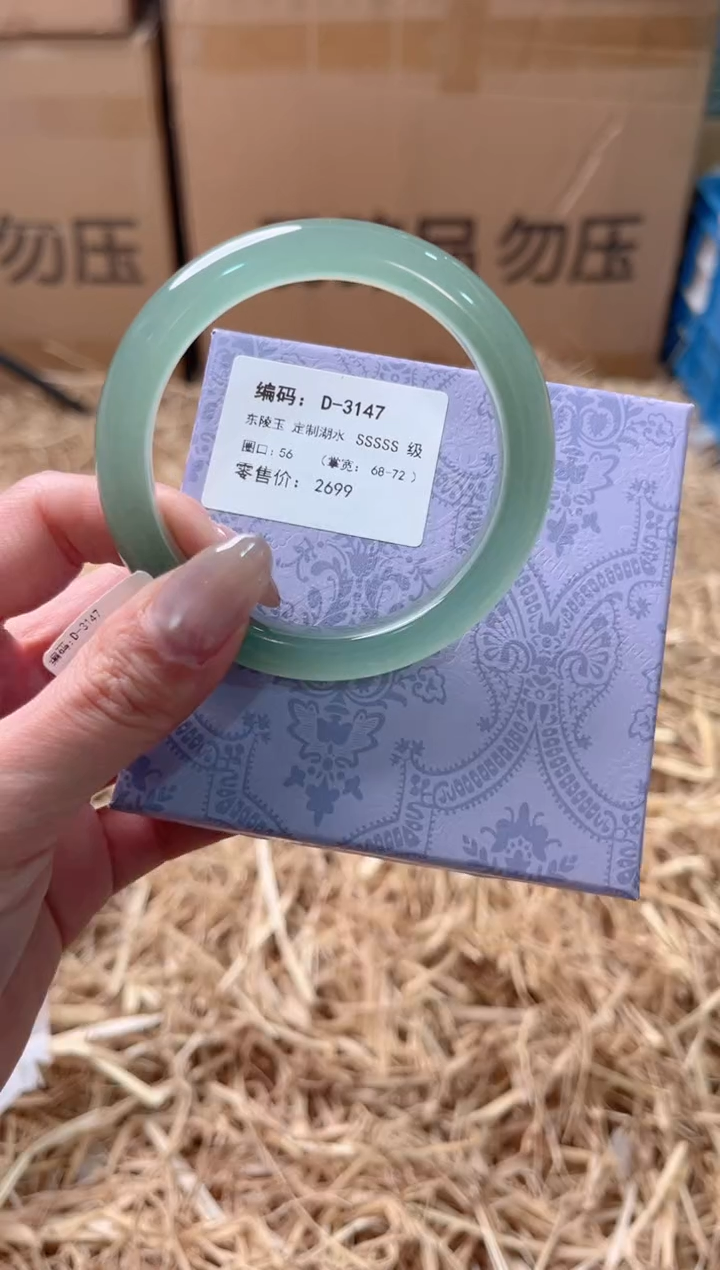 勿压
勿压
编码: D-3147
东陵玉 定制湖水 SSSSS 级
圈口: 56 （掌宽: 68-72 ）
零售价: 2699
D-3147